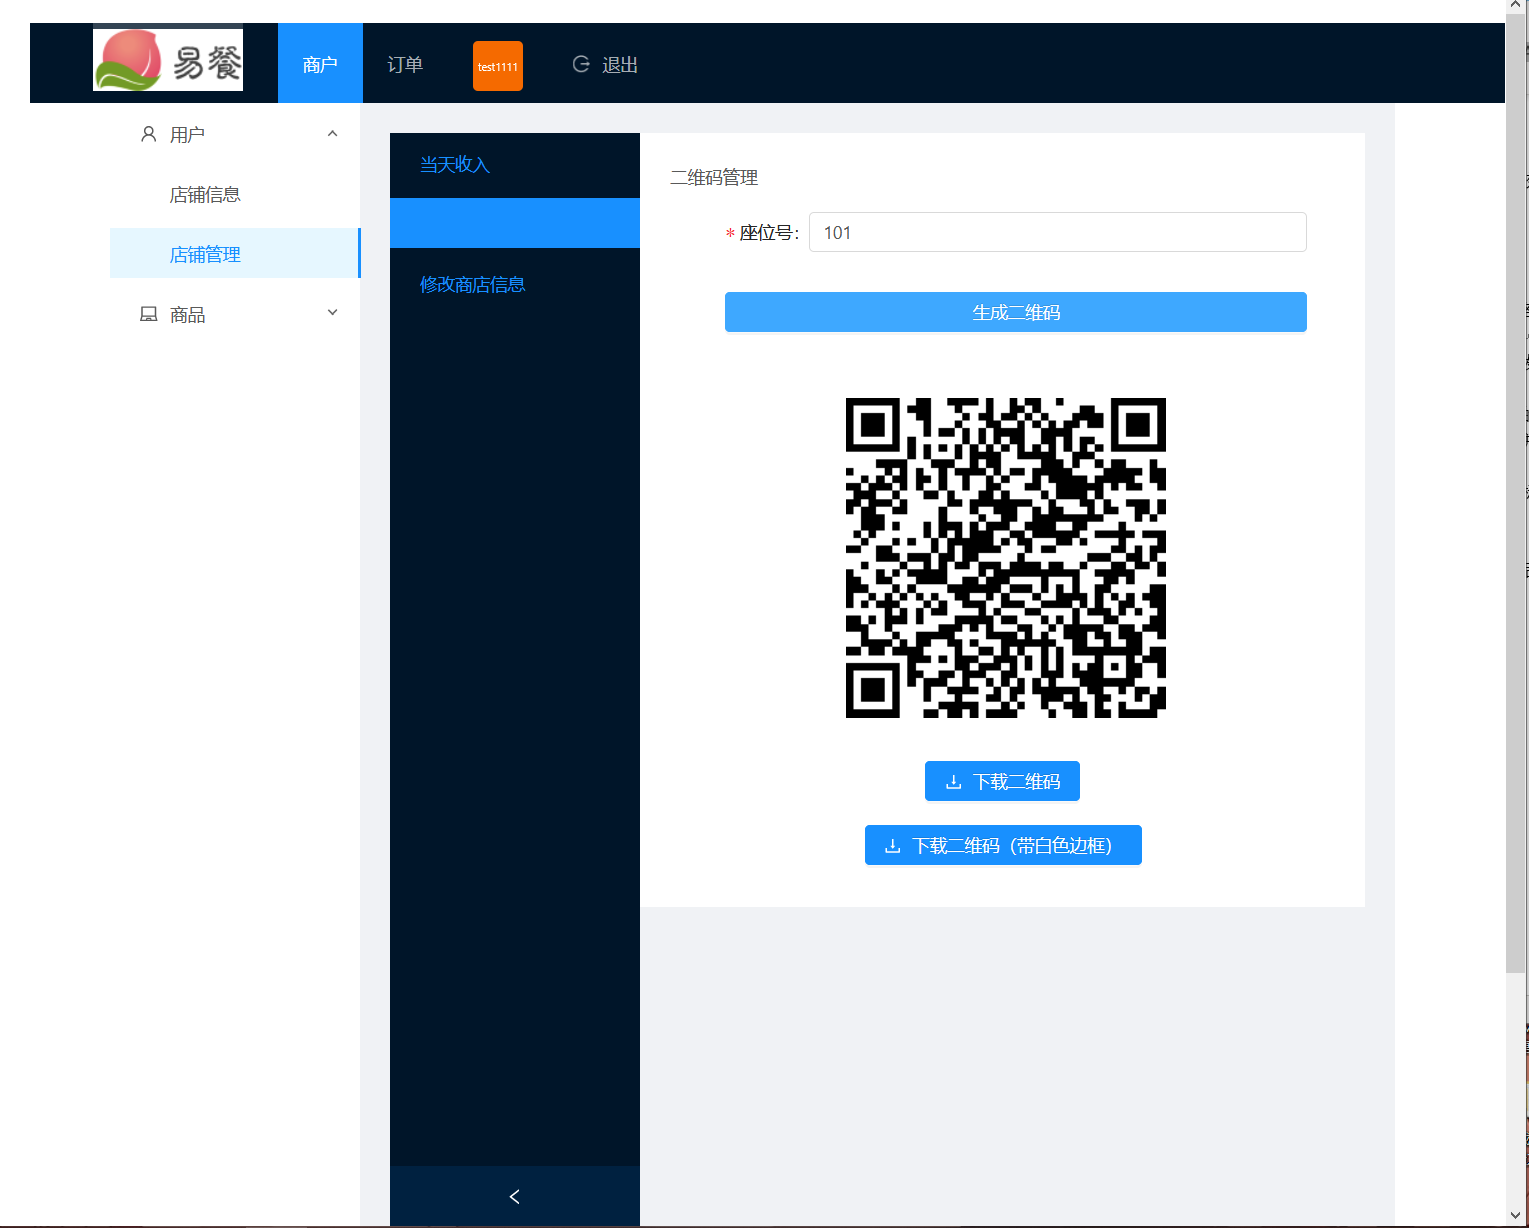 易餐
商户
订单
test1111
退出
用户
店铺信息
店铺管理
商品
当天收入
修改商店信息
二维码管理
* 座位号:
101
生成二维码
下载二维码
下载二维码（带白色边框）